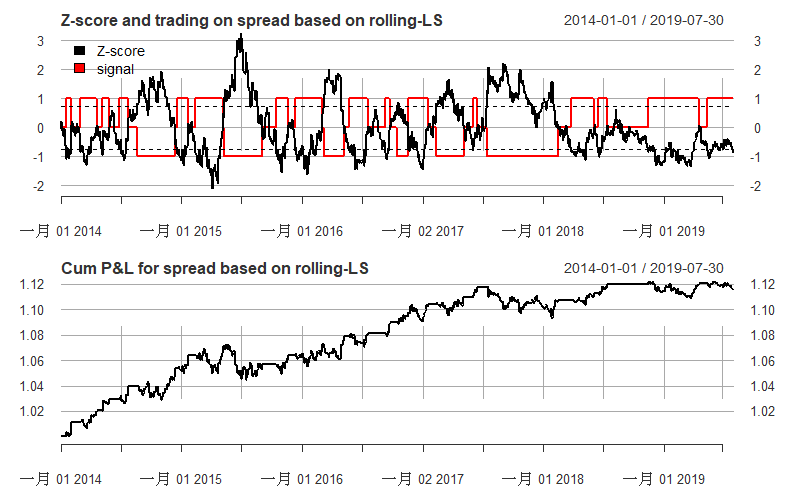 Z-score and trading on spread based on rolling-LS 2014-01-01 / 2019-07-30
Z-score
signal
3 3
2 2
1 1
0 0
-1 -1
-2 -2
一月 01 2014 一月 01 2015 一月 01 2016 一月 02 2017 一月 01 2018 一月 01 2019
Cum P&L for spread based on rolling-LS 2014-01-01 / 2019-07-30
1.12 1.12
1.10 1.10
1.08 1.08
1.06 1.06
1.04 1.04
1.02 1.02
一月 01 2014 一月 01 2015 一月 01 2016 一月 02 2017 一月 01 2018 一月 01 2019